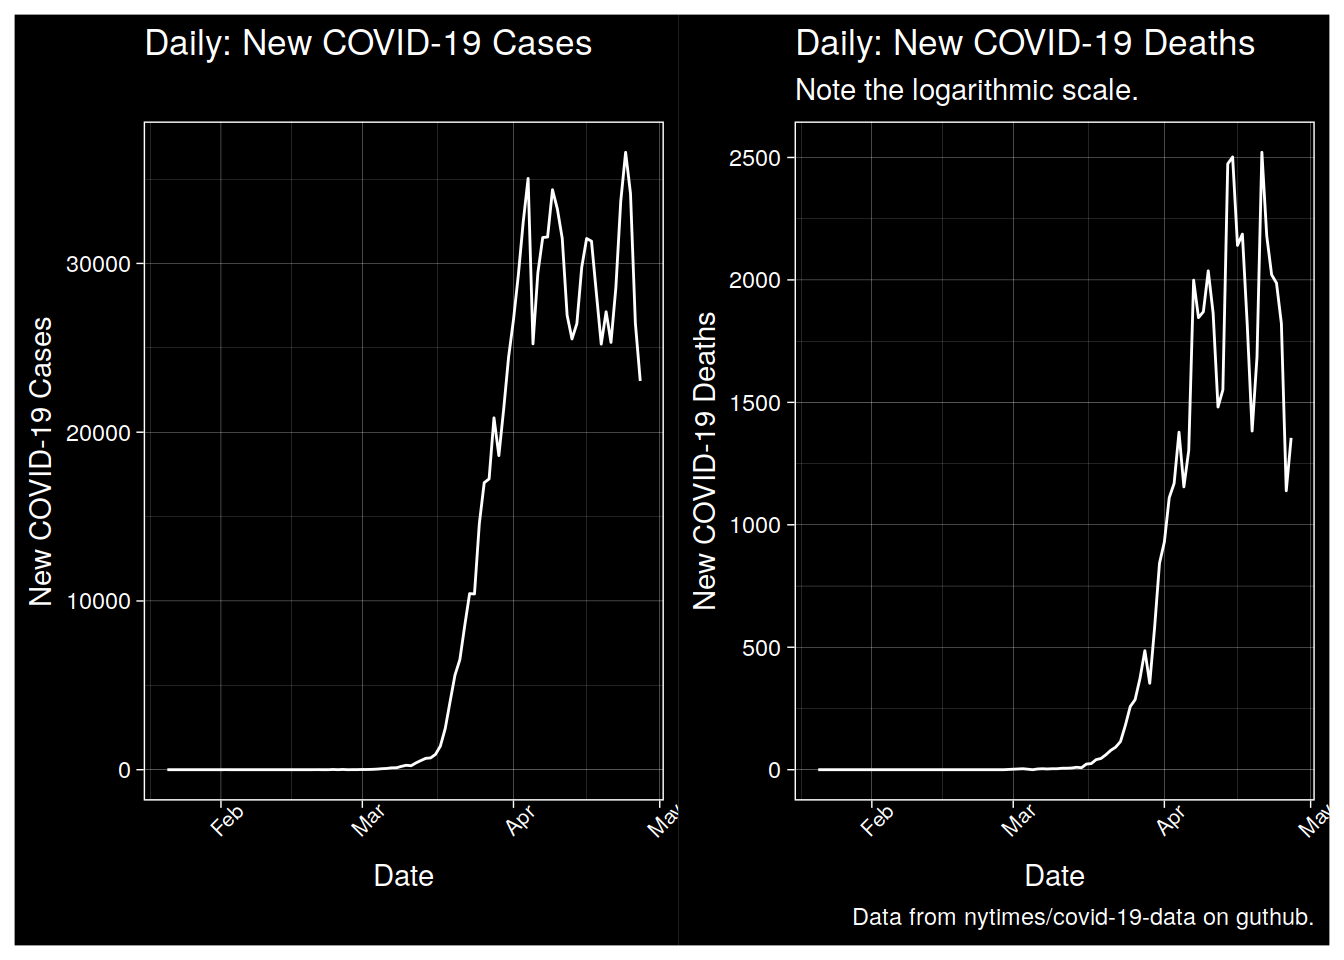 Daily: New COVID-19 Cases
New COVID-19 Cases
30000
20000
10000
0
Feb
Mar
Apr
May
Date
Daily: New COVID-19 Deaths
Note the logarithmic scale.
New COVID-19 Deaths
2500
2000
1500
1000
500
0
Feb
Mar
Apr
May
Date
Data from nytimes/covid-19-data on guthub.